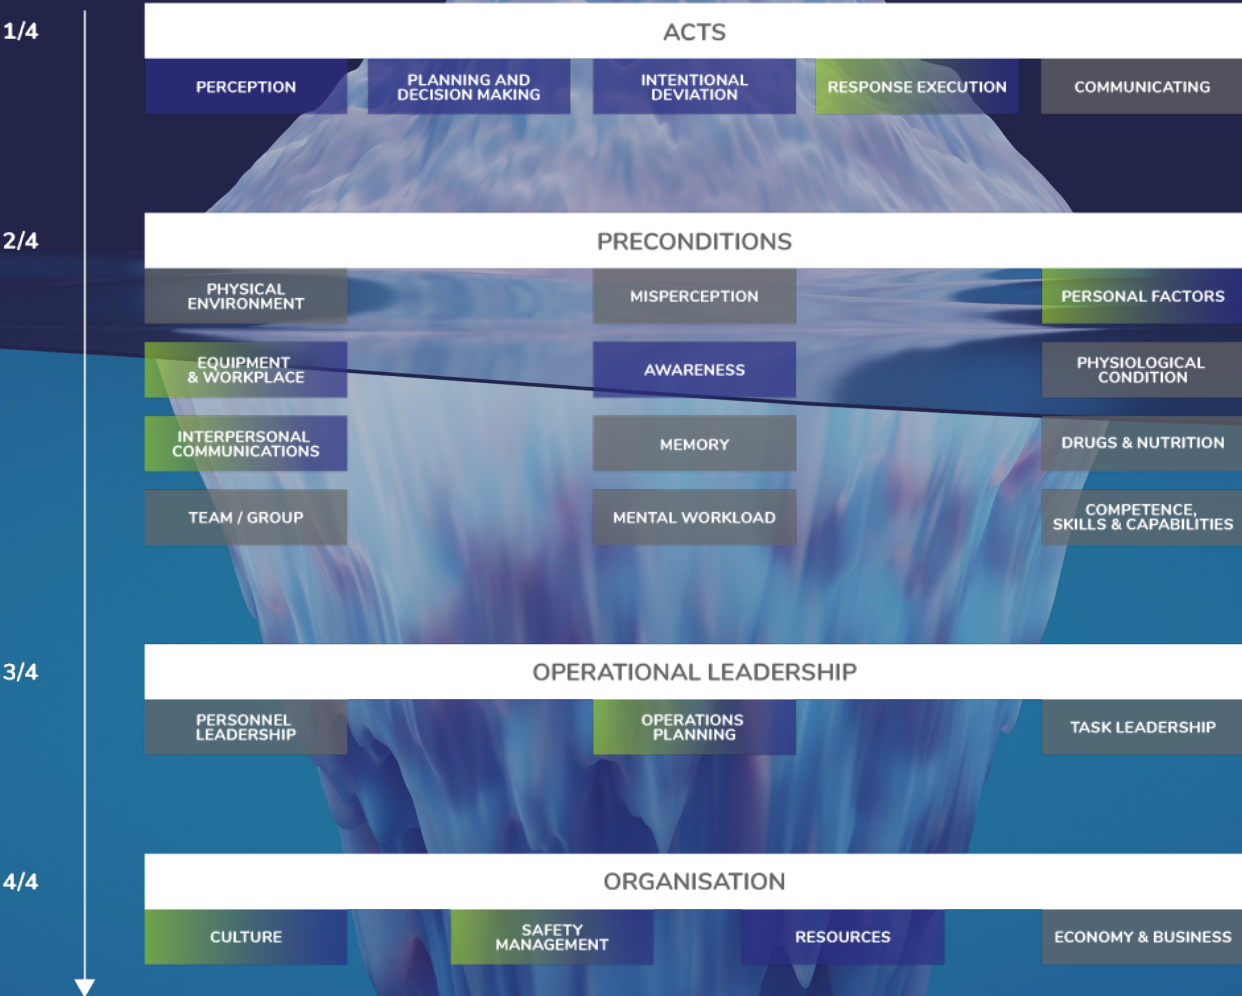 1/4
ACTS
PERCEPTION
PLANNING AND
DECISION MAKING
INTENTIONAL
DEVIATION
RESPONSE EXECUTION
COMMUNICATING
2/4
PRECONDITIONS
PHYSICAL
ENVIRONMENT
MISPERCEPTION
PERSONAL FACTORS
EQUIPMENT
& WORKPLACE
AWARENESS
PHYSIOLOGICAL
CONDITION
INTERPERSONAL
COMMUNICATIONS
MEMORY
DRUGS & NUTRITION
TEAM / GROUP
MENTAL WORKLOAD
COMPETENCE,
SKILLS & CAPABILITIES
3/4
OPERATIONAL LEADERSHIP
PERSONNEL
LEADERSHIP
OPERATIONS
PLANNING
TASK LEADERSHIP
4/4
ORGANISATION
CULTURE
SAFETY
MANAGEMENT
RESOURCES
ECONOMY & BUSINESS